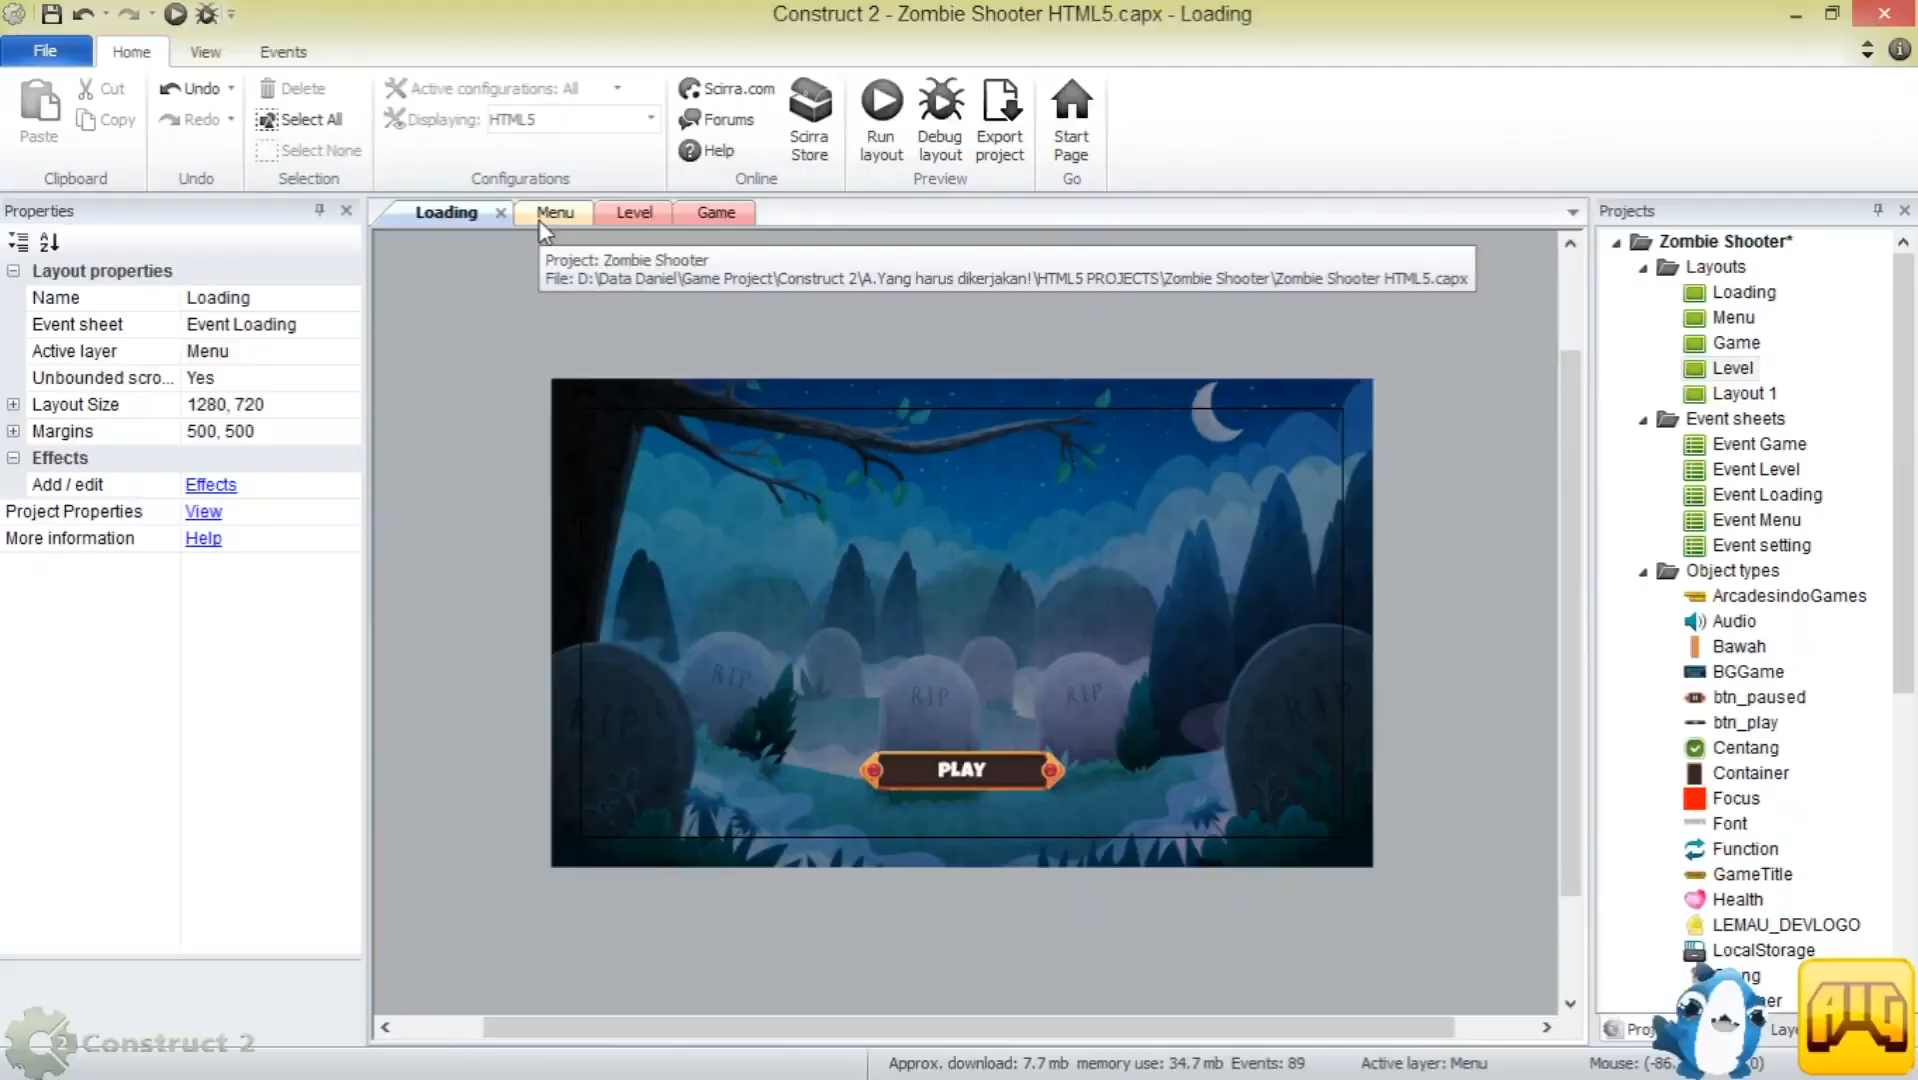 Construct 2 - Zombie Shooter HTML5.capx - Loading
File
Home
View
Events
Paste
Cut
Copy
Clipboard
Undo
Redo
Undo
Delete
Select All
Select None
Selection
Active configurations: All
Displaying: HTML5
Configurations
Scirra.com
Forums
Help
Scirra Store
Online
Run layout
Debug layout
Export project
Preview
Start Page
Go
Properties
Loading
Menu
Level
Game
Projects
Layout properties
Name Loading
Event sheet Event Loading
Active layer Menu
Unbounded scro... Yes
Layout Size 1280, 720
Margins 500, 500
Effects
Add / edit Effects
Project Properties View
More information Help
Project: Zombie Shooter
File: D:\Data Daniel\Game Project\Construct 2\A.Yang harus dikerjakan!\HTML5 PROJECTS\Zombie Shooter\Zombie Shooter HTML5.capx
RIP
RIP
RIP
RIP
RI
PLAY
Zombie Shooter*
Layouts
Loading
Menu
Game
Level
Layout 1
Event sheets
Event Game
Event Level
Event Loading
Event Menu
Event setting
Object types
ArcadesindoGames
Audio
Bawah
BGGame
btn_paused
btn_play
Centang
Container
Focus
Font
Function
GameTitle
Health
LEMAU_DEVLOGO
LocalStorage
AIG
Construct 2
Approx. download: 7.7 mb memory use: 34.7 mb Events: 89
Active layer: Menu
Mouse: (-86.